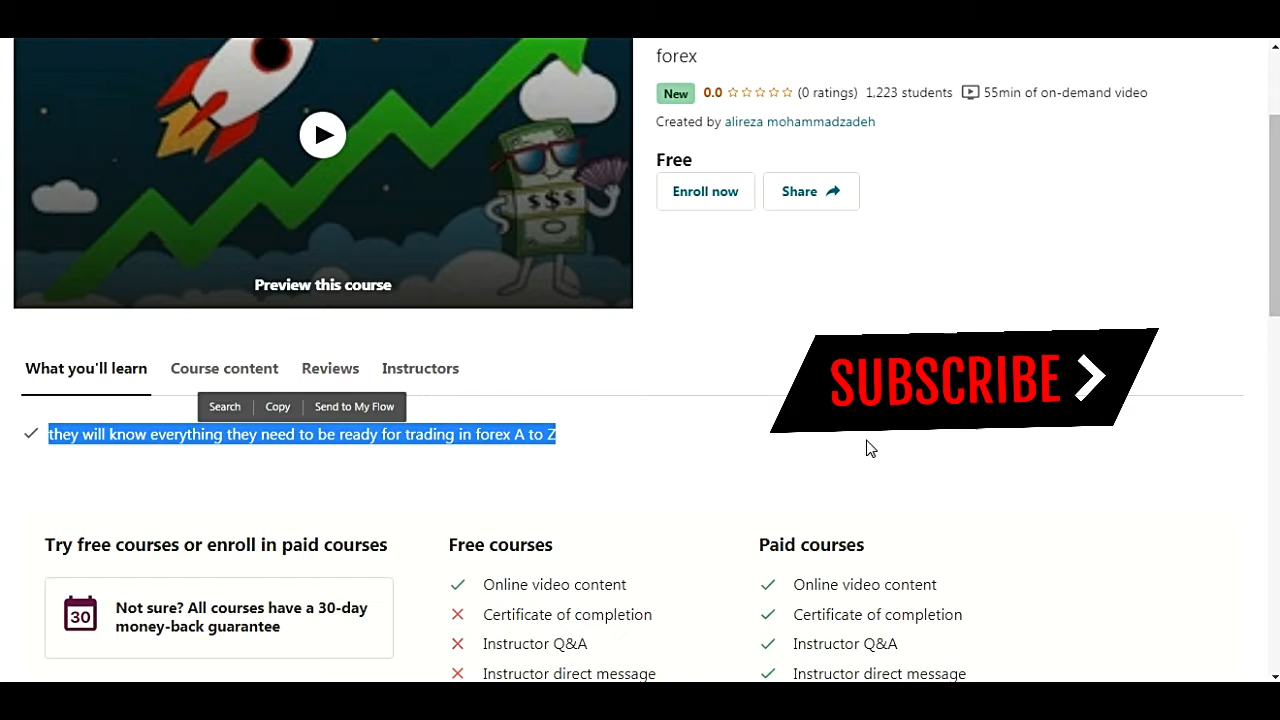 forex
New 0.0 (0 ratings) 1,223 students 55min of on-demand video
Created by alireza mohammadzadeh
Free
Enroll now Share
$$$
Preview this course
What you'll learn Course content Reviews Instructors
SUBSCRIBE
Search Copy Send to My Flow
they will know everything they need to be ready for trading in forex A to Z
Try free courses or enroll in paid courses
30
Not sure? All courses have a 30-day
money-back guarantee
Free courses
Online video content
Certificate of completion
Instructor Q&A
Instructor direct message
Paid courses
Online video content
Certificate of completion
Instructor Q&A
Instructor direct message